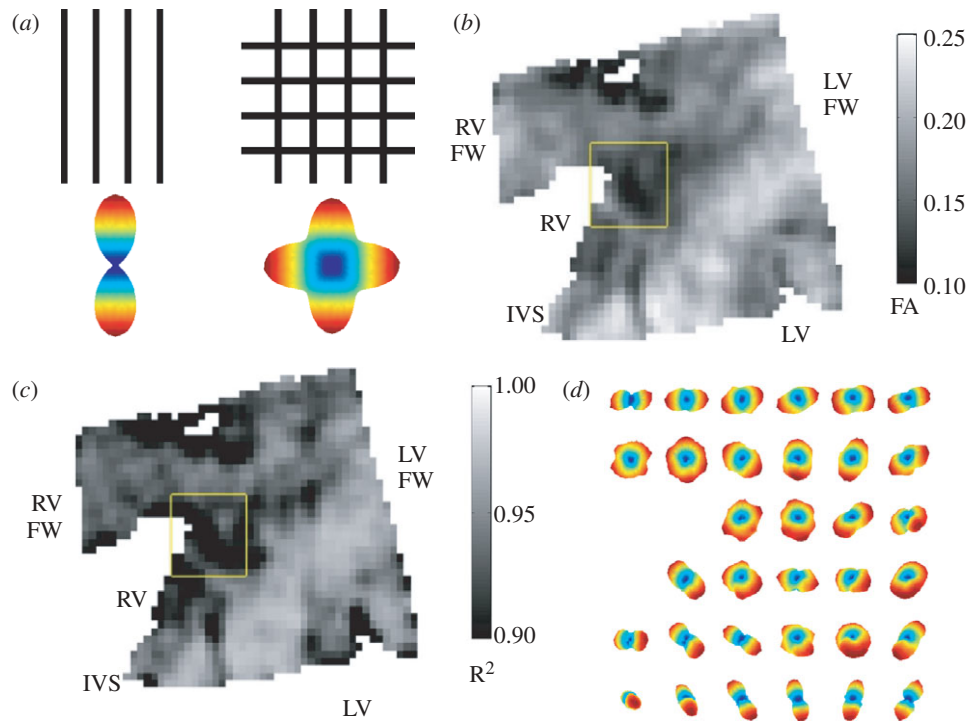 (a)
(b)
LV
FW
RV
FW
RV
IVS
LV
0.25
0.20
0.15
0.10
FA
(c)
LV
FW
RV
FW
RV
IVS
LV
1.00
0.95
0.90
R²
(d)